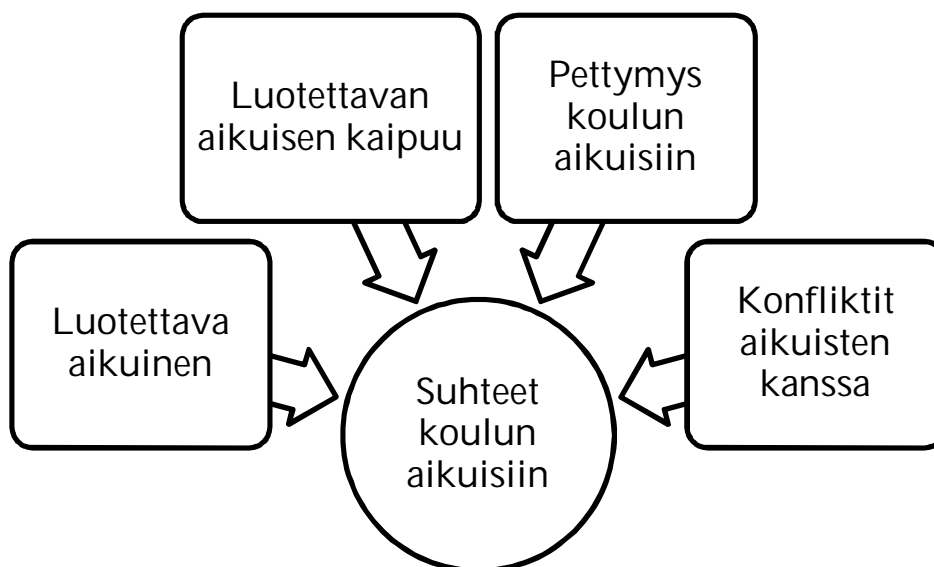 Luotettavan
aikuisen kaipuu
Pettymys
koulun
aikuisiin
Luotettava
aikuinen
Konfliktit
aikuisten
kanssa
Suhteet
koulun
aikuisiin